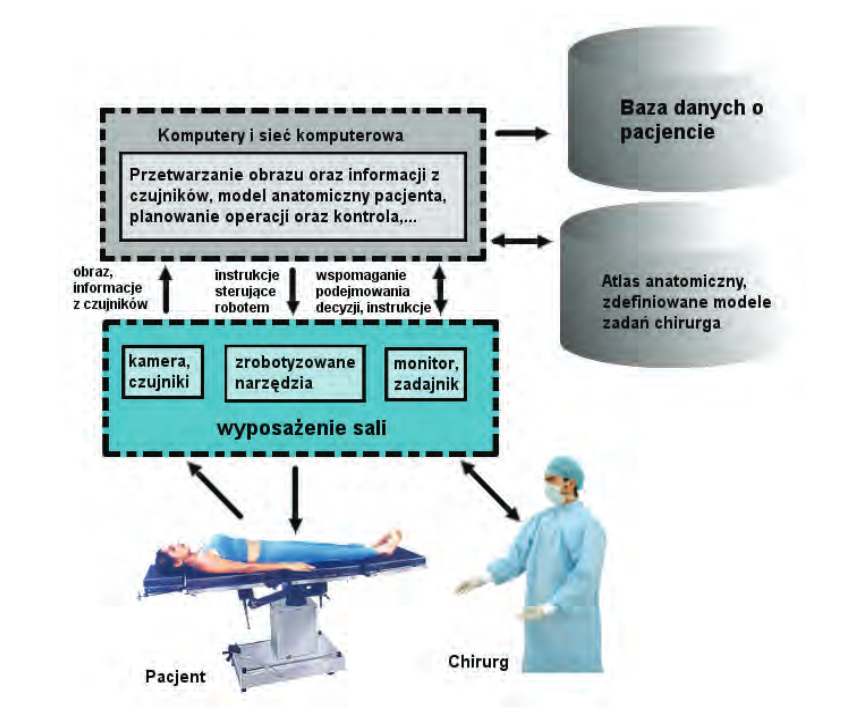 Baza danych o
pacjencie
Komputery i sieć komputerowa
Przetwarzanie obrazu oraz informacji z
czujników, model anatomiczny pacjenta,
planowanie operacji oraz kontrola,...
Atlas anatomiczny,
zdefiniowane modele
zadań chirurga
obraz,
informacje
z czujników
instrukcje
sterujące
robotem
wspomaganie
podejmowania
decyzji, instrukcje
kamera,
czujniki
zrobotyzowane
narzędzia
monitor,
zadajnik
wyposażenie sali
Pacjent
Chirurg